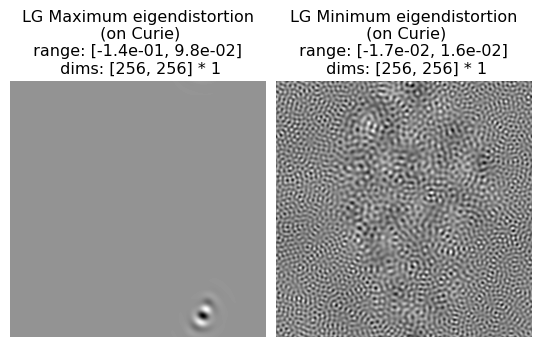 LG Maximum eigendistortion
(on Curie)
range: [-1.4e-01, 9.8e-02]
dims: [256, 256] * 1
LG Minimum eigendistortion
(on Curie)
range: [-1.7e-02, 1.6e-02]
dims: [256, 256] * 1